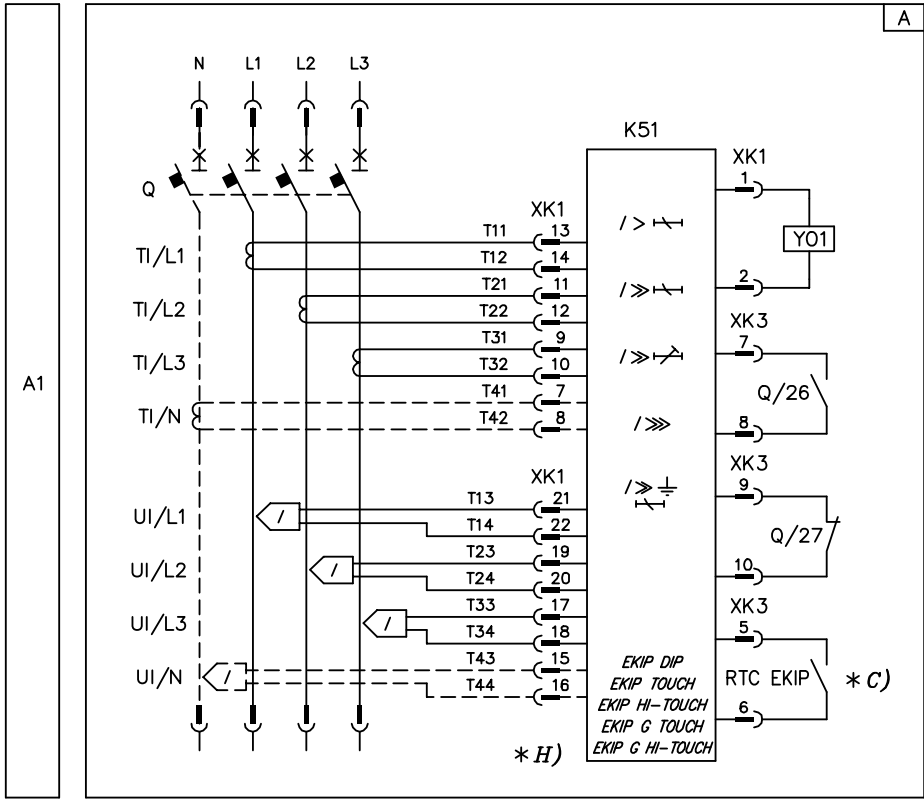 A
N L1 L2 L3
K51
XK1
1
Q
XK1
T11 13
Y01
TI/L1
T12 14
T21 11
2
TI/L2
T22 12
XK3
T31 9
7
TI/L3
T32 10
A1
T41 7
Q/26
TI/N
T42 8
8
XK3
XK1
9
T13 21
UI/L1
T14 22
Q/27
T23 19
UI/L2
T24 20
10
XK3
T33 17
5
UI/L3
T34 18
T43 15
EKIP DIP
UI/N
RTC EKIP
* C)
T44 16
EKIP TOUCH
EKIP HI-TOUCH
6
EKIP G TOUCH
* H)
EKIP G HI-TOUCH